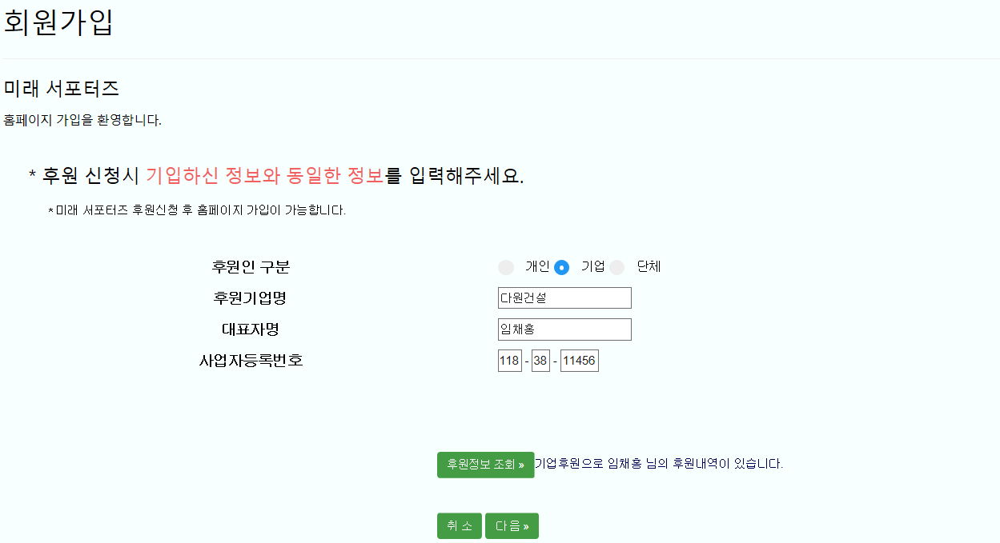 회원가입
미래 서포터즈
홈페이지 가입을 환영합니다.
* 후원 신청시 기입하신 정보와 동일한 정보를 입력해주세요.
* 미래 서포터즈 후원신청 후 홈페이지 가입이 가능합니다.
후원인 구분 개인 기업 단체
후원기업명 다원건설
대표자명 임채홍
사업자등록번호 118 - 38 - 11456
후원정보 조회 » 기업후원으로 임채홍 님의 후원내역이 있습니다.
취 소 다음 »